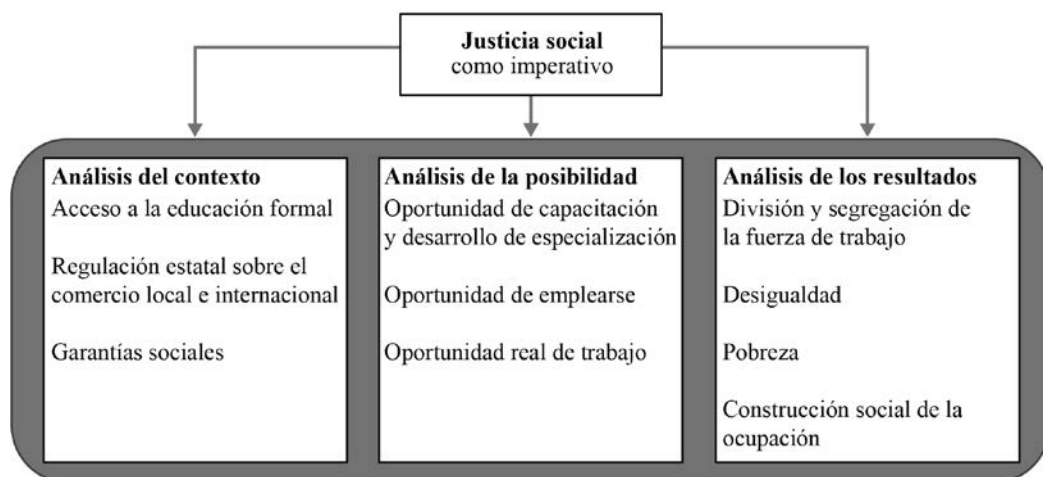 Justicia social
como imperativo
Análisis del contexto
Acceso a la educación formal
Regulación estatal sobre el
comercio local e internacional
Garantías sociales
Análisis de la posibilidad
Oportunidad de capacitación
y desarrollo de especialización
Oportunidad de emplearse
Oportunidad real de trabajo
Análisis de los resultados
División y segregación de
la fuerza de trabajo
Desigualdad
Pobreza
Construcción social de la
ocupación